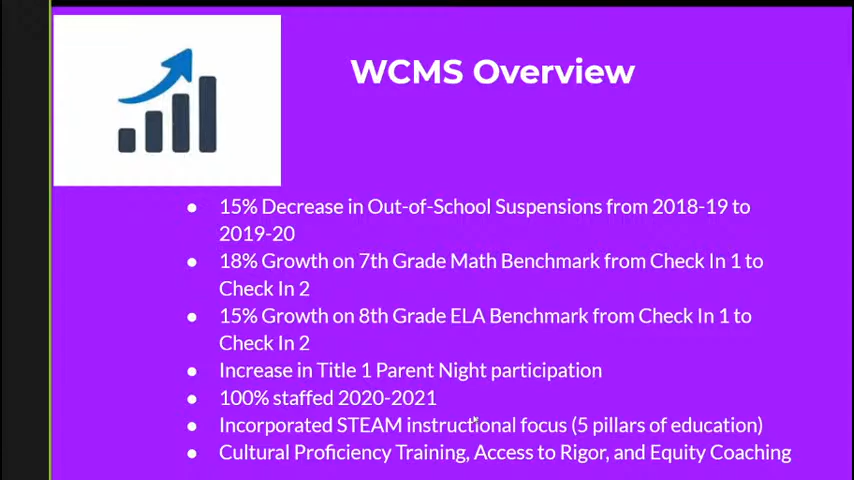 WCMS Overview
● 15% Decrease in Out-of-School Suspensions from 2018-19 to
2019-20
● 18% Growth on 7th Grade Math Benchmark from Check In 1 to
Check In 2
● 15% Growth on 8th Grade ELA Benchmark from Check In 1 to
Check In 2
● Increase in Title 1 Parent Night participation
● 100% staffed 2020-2021
● Incorporated STEAM instructional focus (5 pillars of education)
● Cultural Proficiency Training, Access to Rigor, and Equity Coaching